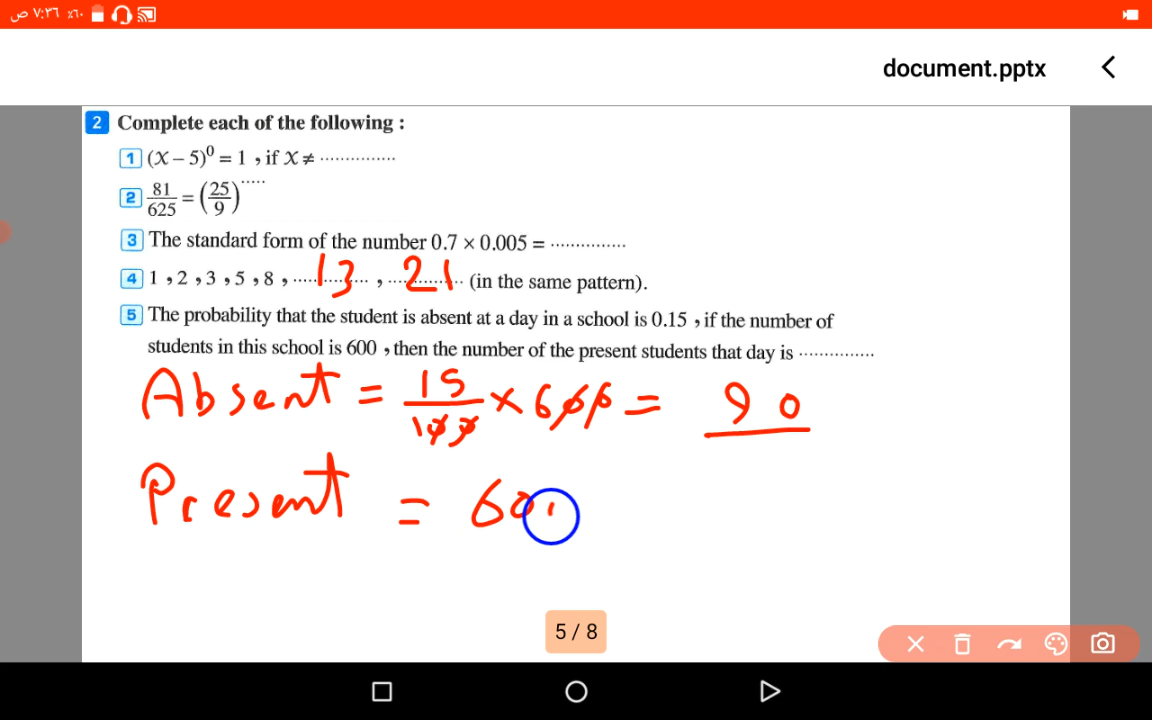 ص ٧:٣٦ ٪٦٠
document.pptx
2 Complete each of the following :
1 (X – 5)⁰ = 1 , if X ≠ ...............
2 81/625 = (25/9)^.....
3 The standard form of the number 0.7 × 0.005 = ...............
4 1 , 2 , 3 , 5 , 8 , 13 , 21 (in the same pattern).
5 The probability that the student is absent at a day in a school is 0.15 , if the number of
students in this school is 600 , then the number of the present students that day is ...............
Absent = 15/100 × 600 = 90
Present = 60
5 / 8